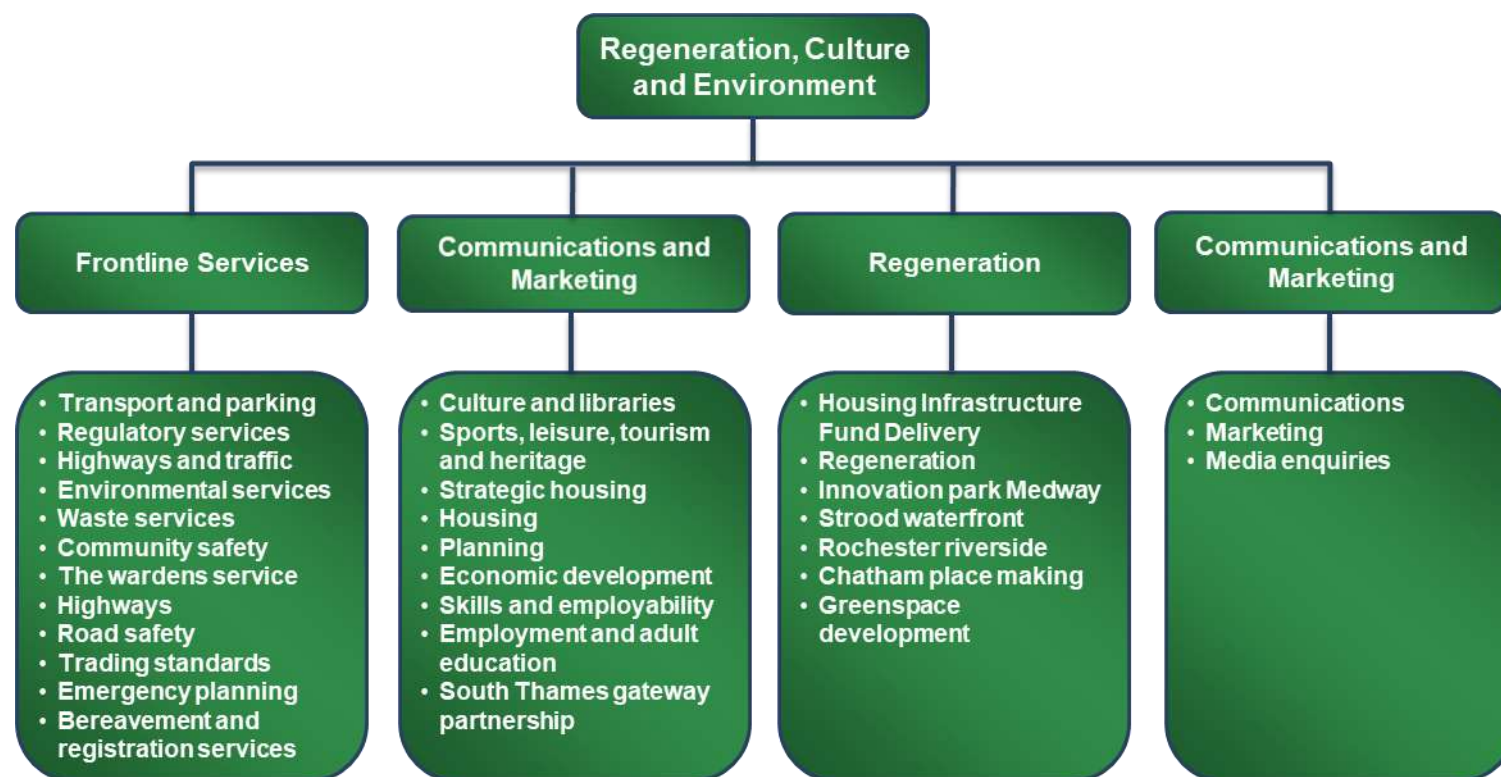 Regeneration, Culture
and Environment
Frontline Services
Communications and
Marketing
Regeneration
Communications and
Marketing
• Transport and parking
• Regulatory services
• Highways and traffic
• Environmental services
• Waste services
• Community safety
• The wardens service
• Highways
• Road safety
• Trading standards
• Emergency planning
• Bereavement and
registration services
• Culture and libraries
• Sports, leisure, tourism
and heritage
• Strategic housing
• Housing
• Planning
• Economic development
• Skills and employability
• Employment and adult
education
• South Thames gateway
partnership
• Housing Infrastructure
Fund Delivery
• Regeneration
• Innovation park Medway
• Strood waterfront
• Rochester riverside
• Chatham place making
• Greenspace
development
• Communications
• Marketing
• Media enquiries